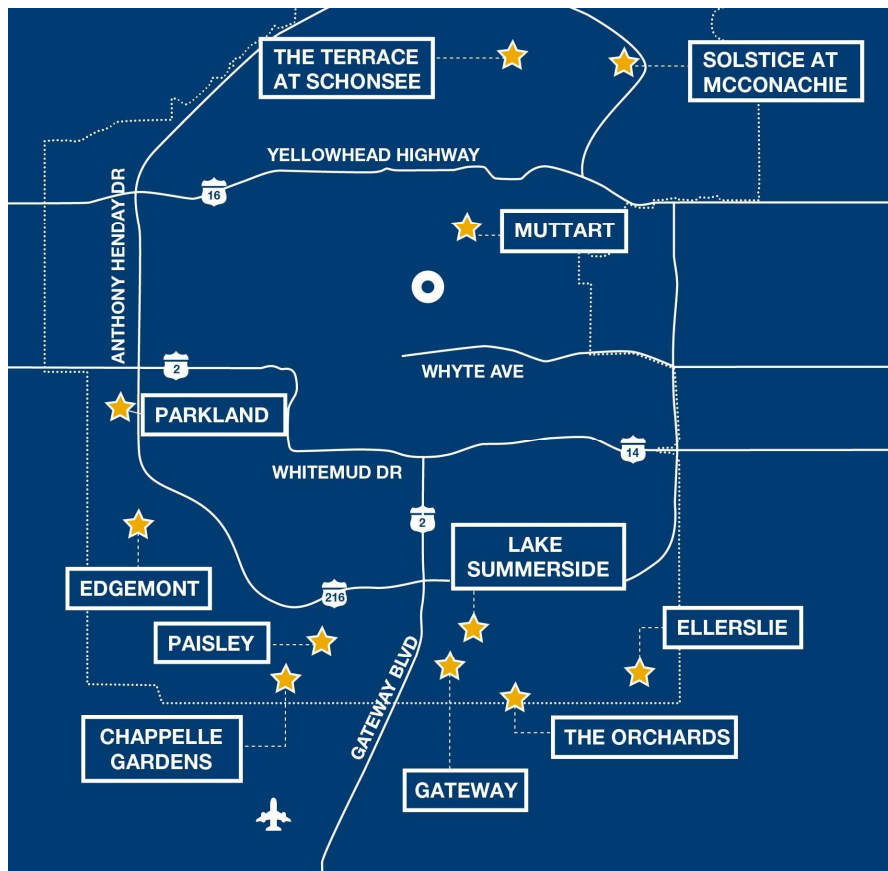 THE TERRACE
AT SCHONSEE
SOLSTICE AT
MCCONACHIE
YELLOWHEAD HIGHWAY
16
ANTHONY HENDAY DR
MUTTART
2
WHYTE AVE
PARKLAND
14
WHITEMUD DR
2
LAKE
SUMMERSIDE
EDGEMONT
216
ELLERSLIE
PAISLEY
GATEWAY BLVD
CHAPPELLE
GARDENS
THE ORCHARDS
GATEWAY